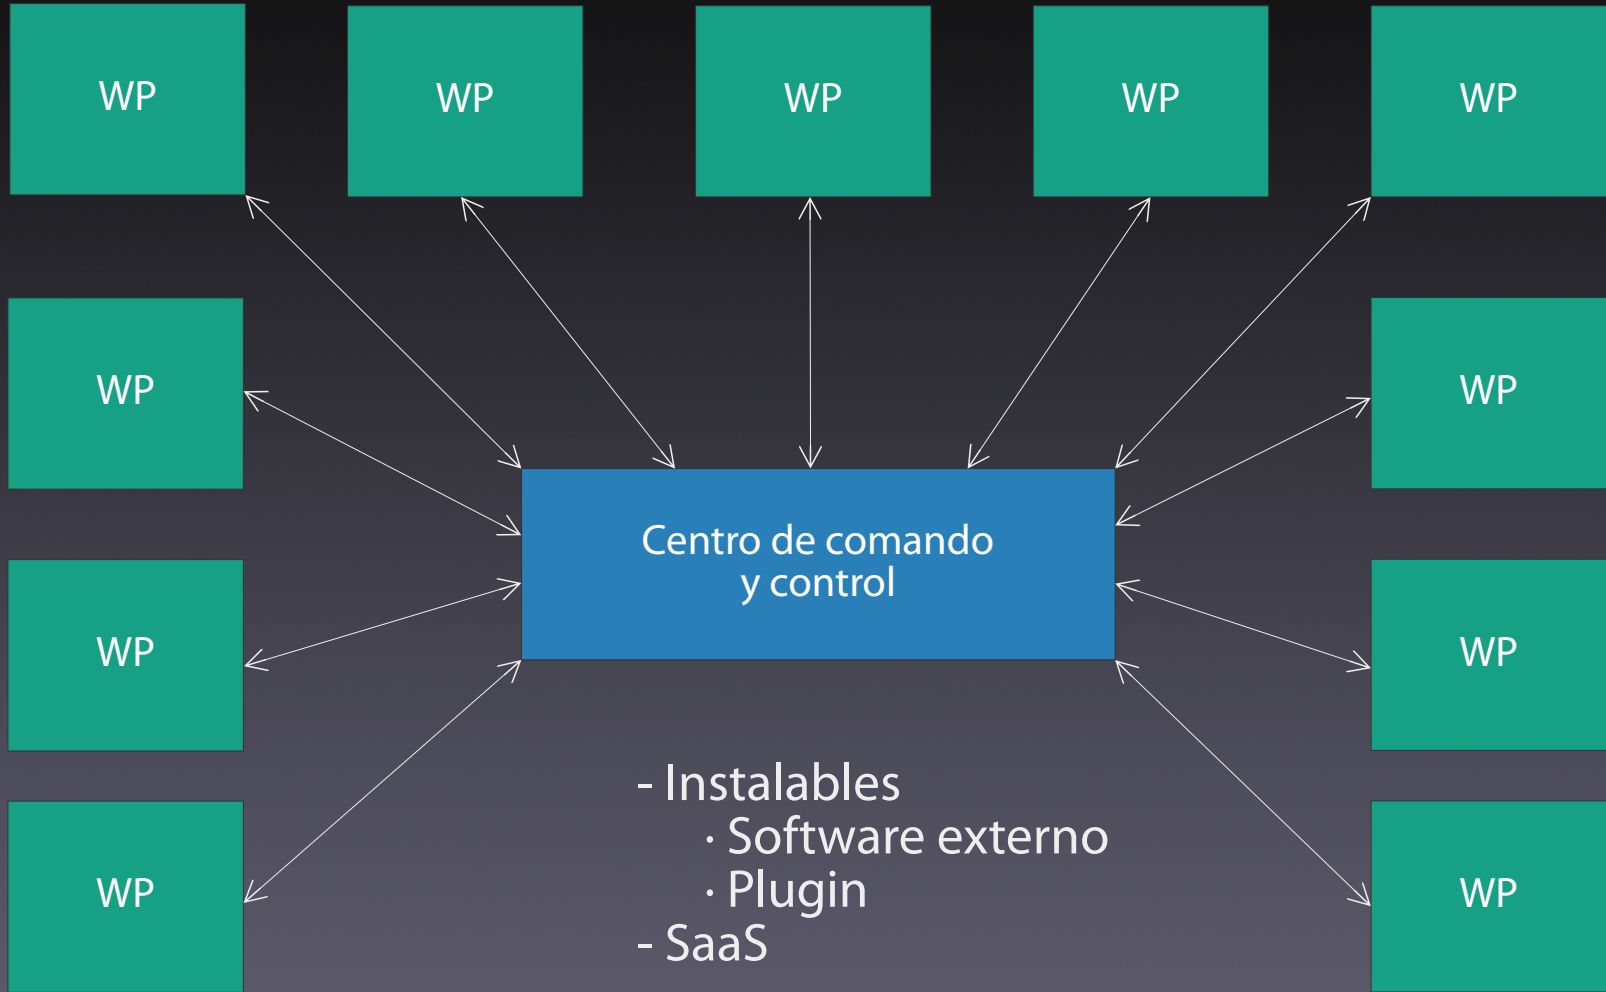 WP
WP
WP
WP
WP
WP
WP
Centro de comando
y control
WP
WP
- Instalables
· Software externo
· Plugin
- SaaS
WP
WP